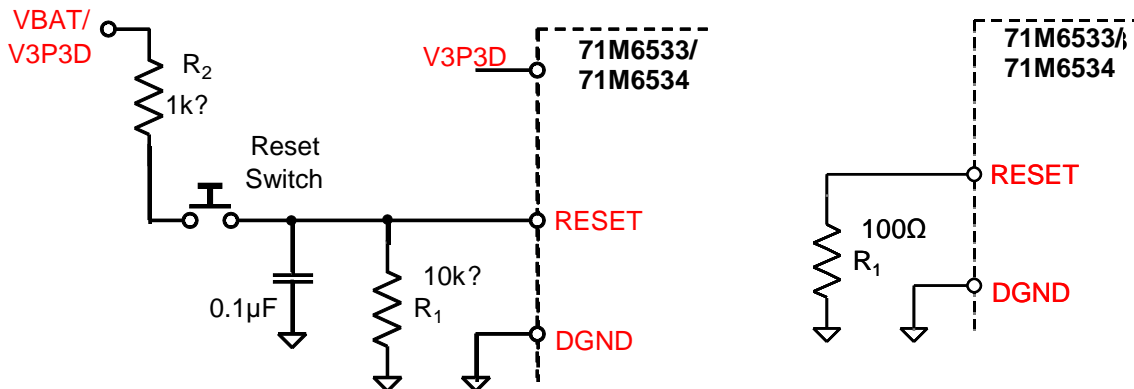 VBAT/
V3P3D
R2
1k?
Reset
Switch
0.1µF
10k?
R1
V3P3D
71M6533/
71M6534
RESET
DGND
71M6533/
71M6534
RESET
100Ω
R1
DGND